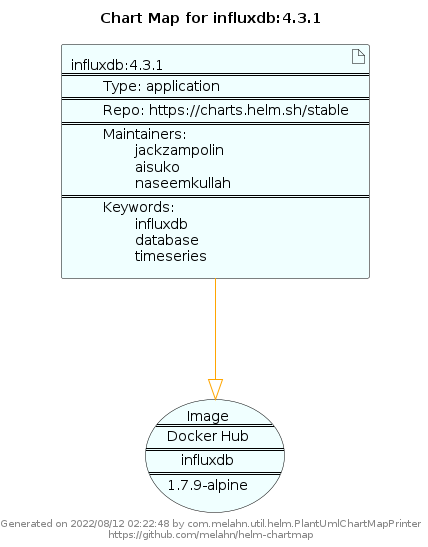 Chart Map for influxdb:4.3.1
influxdb:4.3.1
Type: application
Repo: https://charts.helm.sh/stable
Maintainers:
jackzampolin
aisuko
naseemkullah
Keywords:
influxdb
database
timeseries
Image
Docker Hub
influxdb
1.7.9-alpine
Generated on 2022/08/12 02:22:48 by com.melahn.util.helm.PlantUmlChartMapPrinter
https://github.com/melahn/helm-chartmap